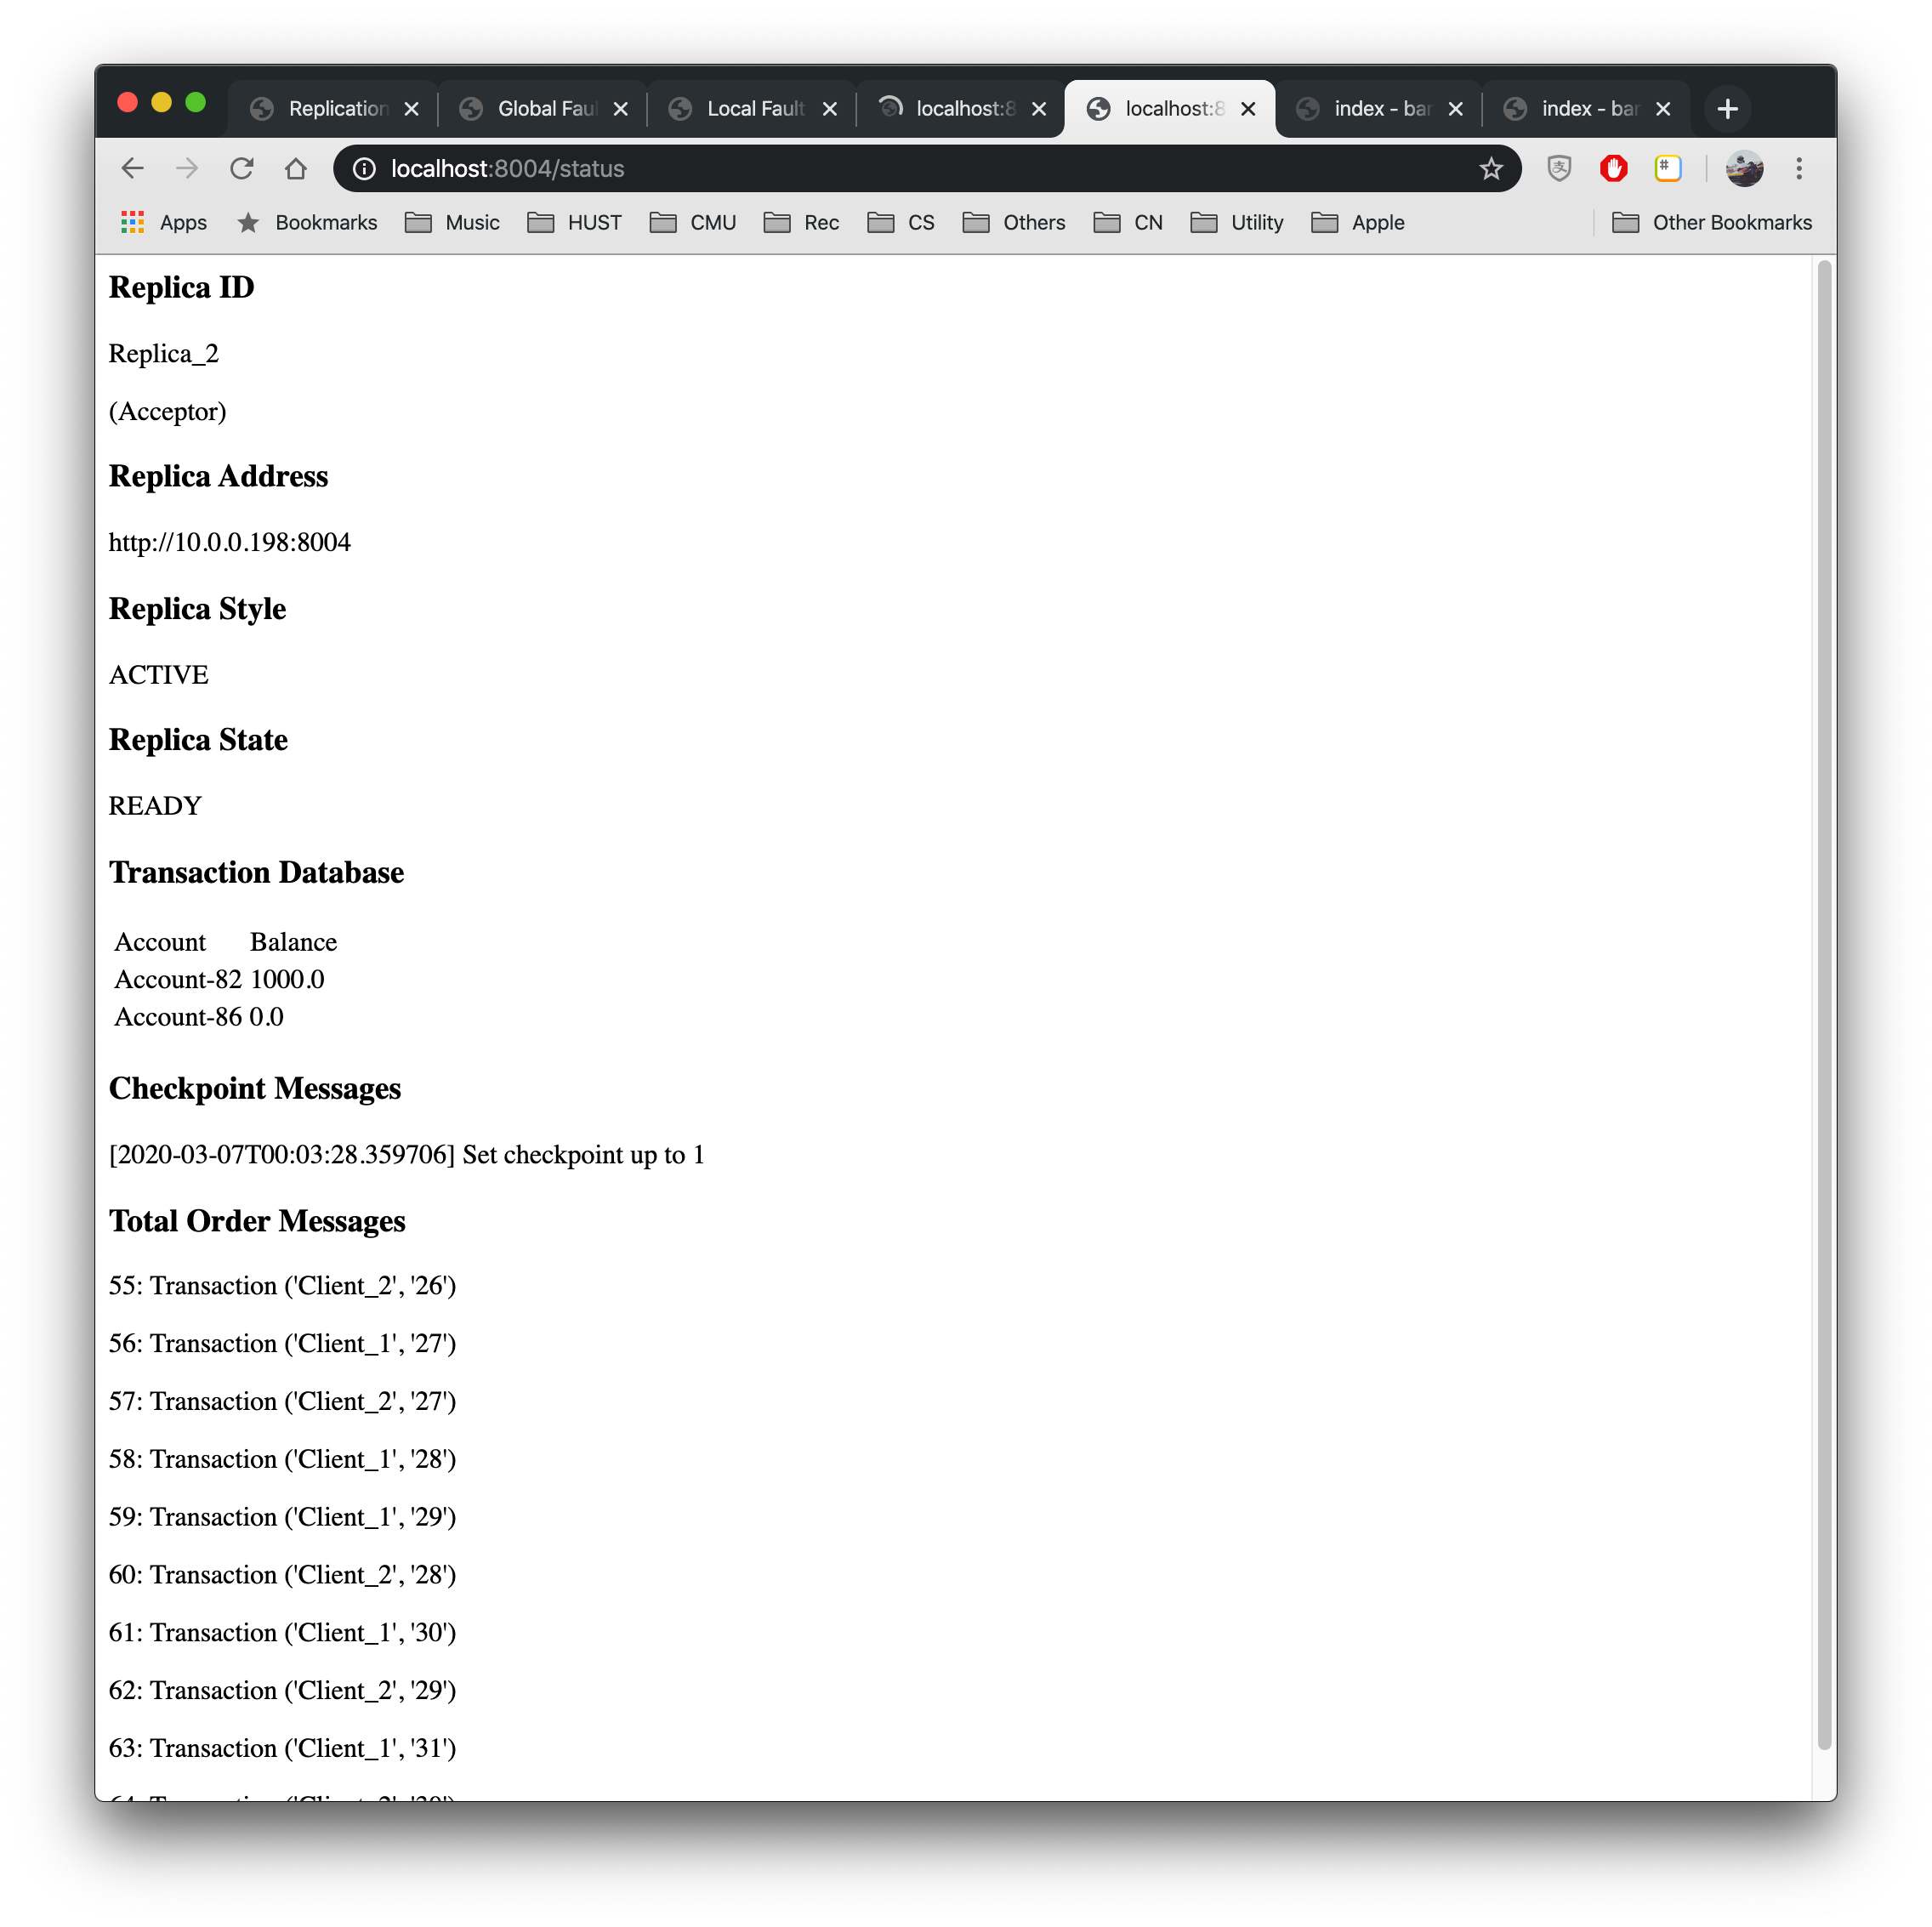 Replication
Global Faul
Local Fault
localhost:8
localhost:8
index - ban
index - ban
localhost:8004/status
支
#
Apps
Bookmarks
Music
HUST
CMU
Rec
CS
Others
CN
Utility
Apple
Other Bookmarks
Replica ID
Replica_2
(Acceptor)
Replica Address
http://10.0.0.198:8004
Replica Style
ACTIVE
Replica State
READY
Transaction Database
Account Balance
Account-82 1000.0
Account-86 0.0
Checkpoint Messages
[2020-03-07T00:03:28.359706] Set checkpoint up to 1
Total Order Messages
55: Transaction ('Client_2', '26')
56: Transaction ('Client_1', '27')
57: Transaction ('Client_2', '27')
58: Transaction ('Client_1', '28')
59: Transaction ('Client_1', '29')
60: Transaction ('Client_2', '28')
61: Transaction ('Client_1', '30')
62: Transaction ('Client_2', '29')
63: Transaction ('Client_1', '31')